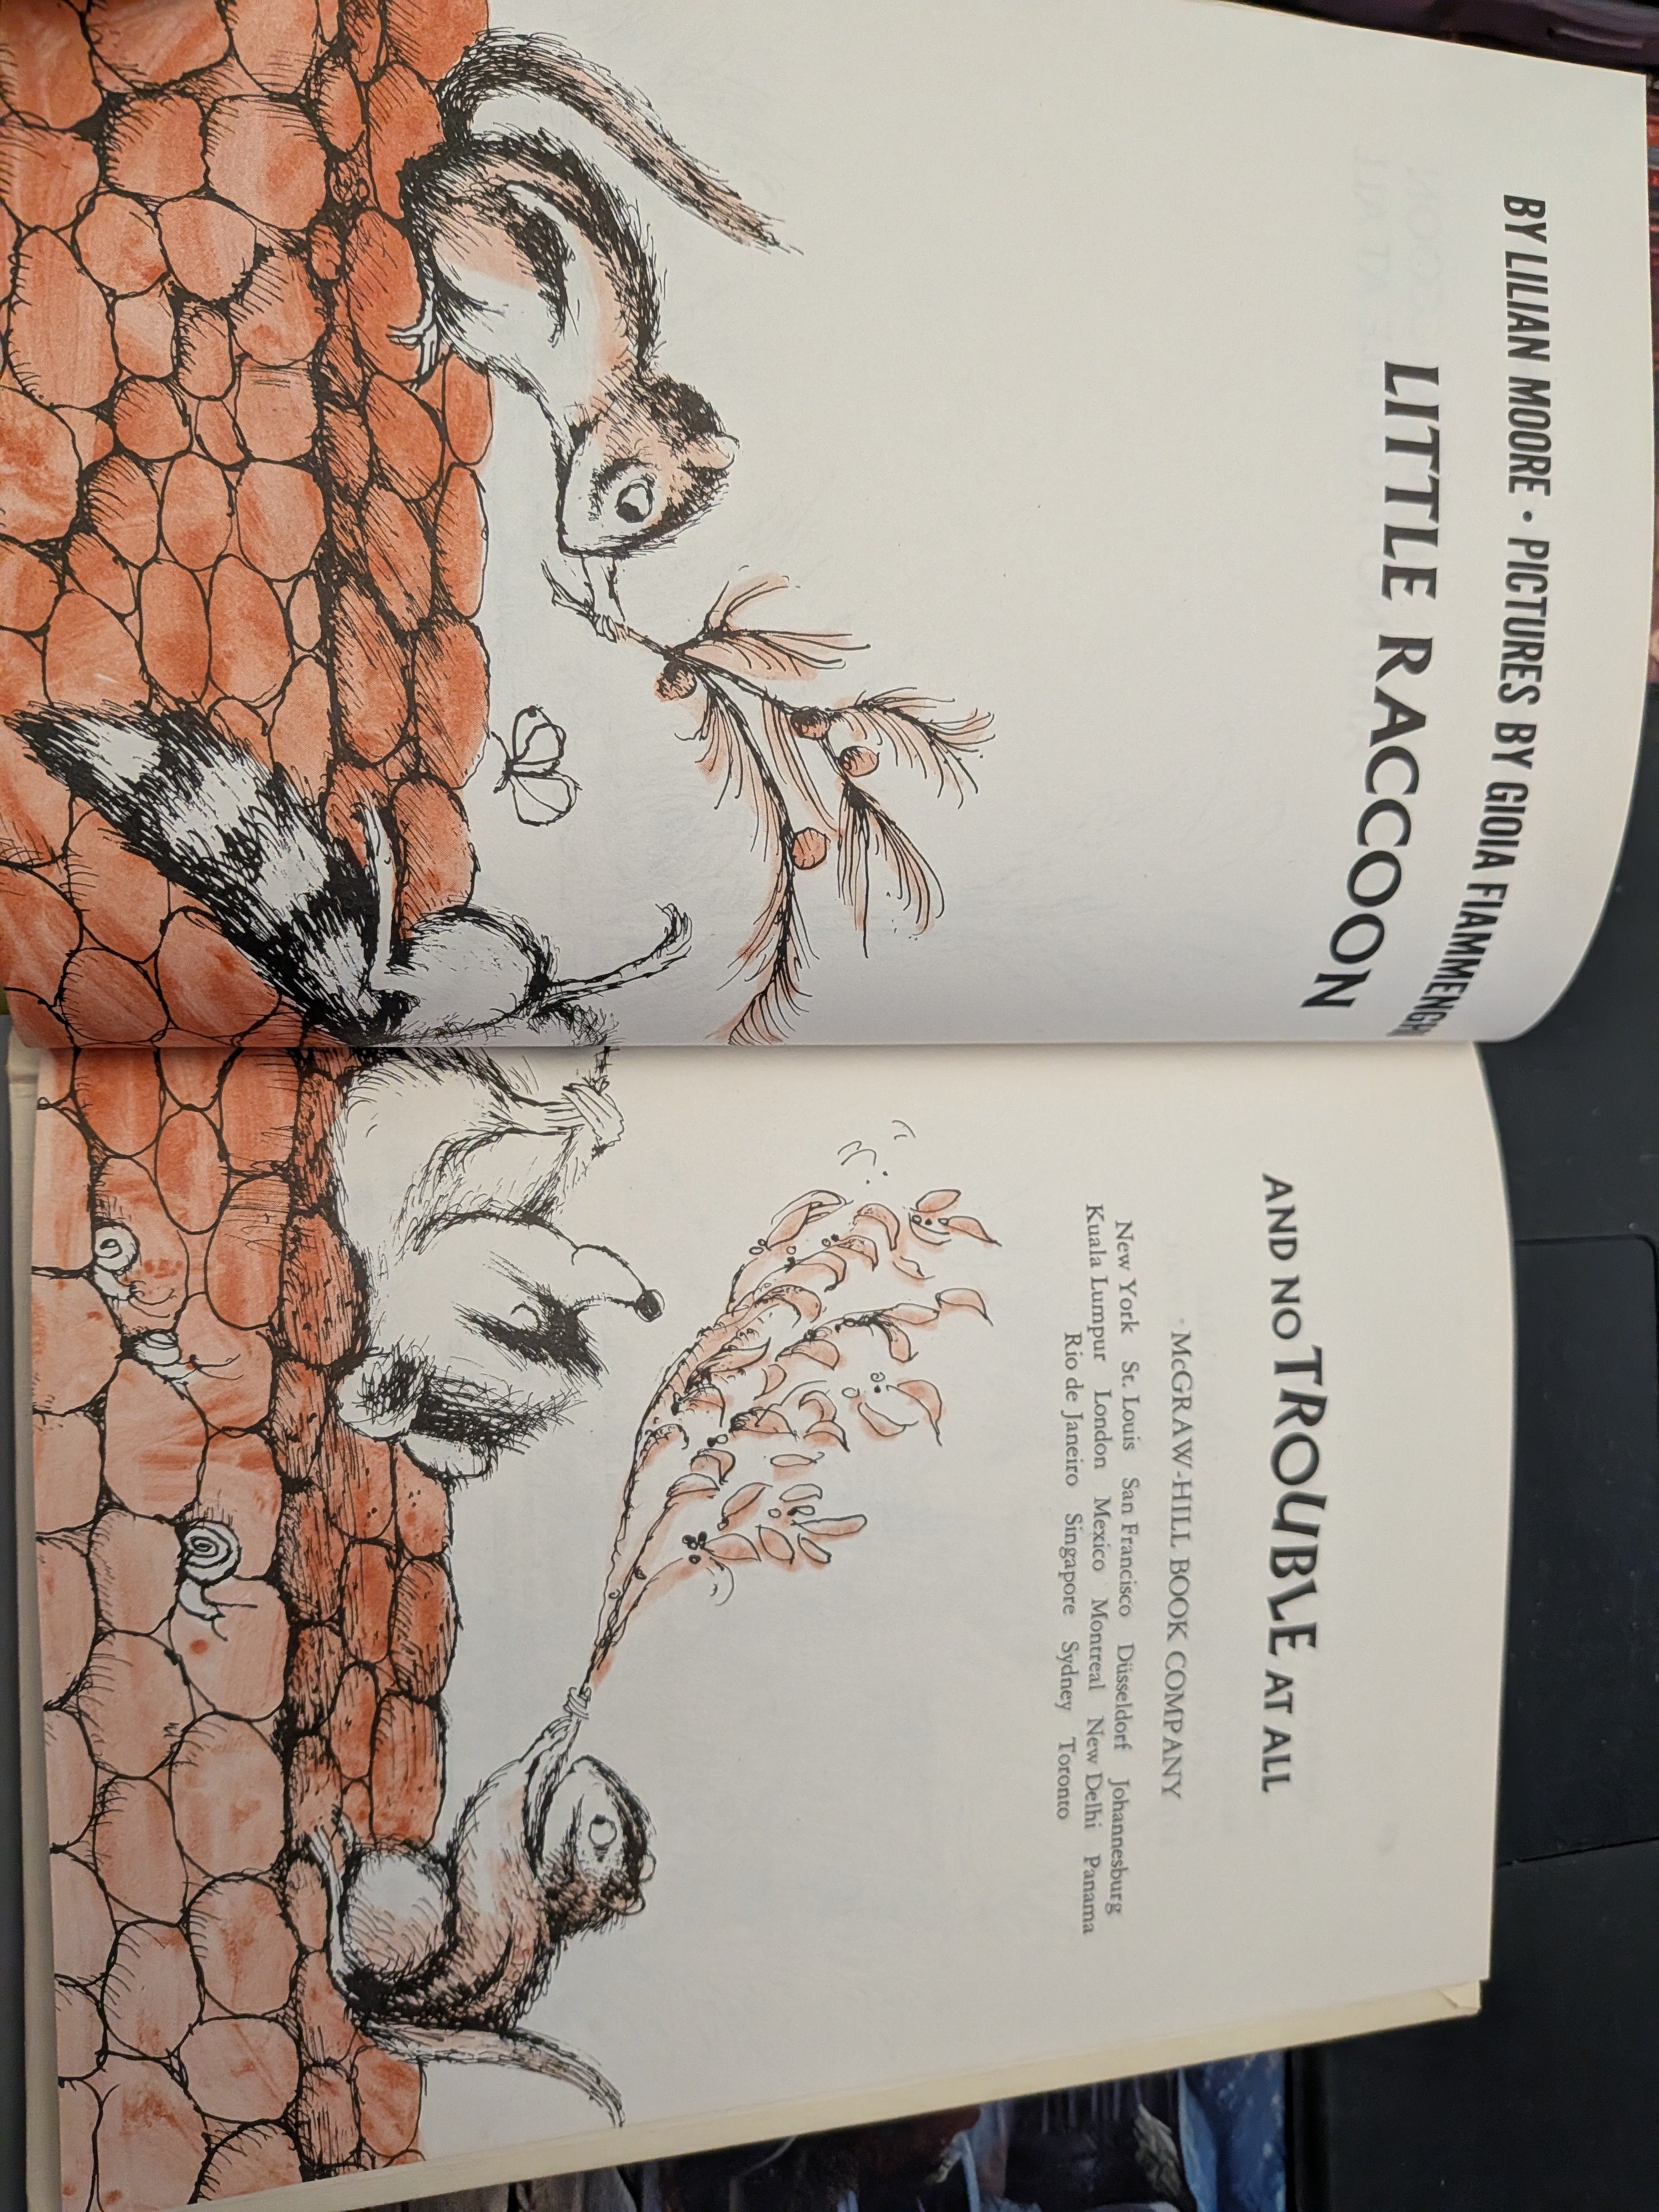 BY LILIAN MOORE • PICTURES BY GIOIA FIAMMENGHI
LITTLE RACCOON
AND NO TROUBLE AT ALL
McGRAW-HILL BOOK COMPANY
New York St. Louis San Francisco Düsseldorf Johannesburg
Kuala Lumpur London Mexico Montreal New Delhi Panama
Rio de Janeiro Singapore Sydney Toronto